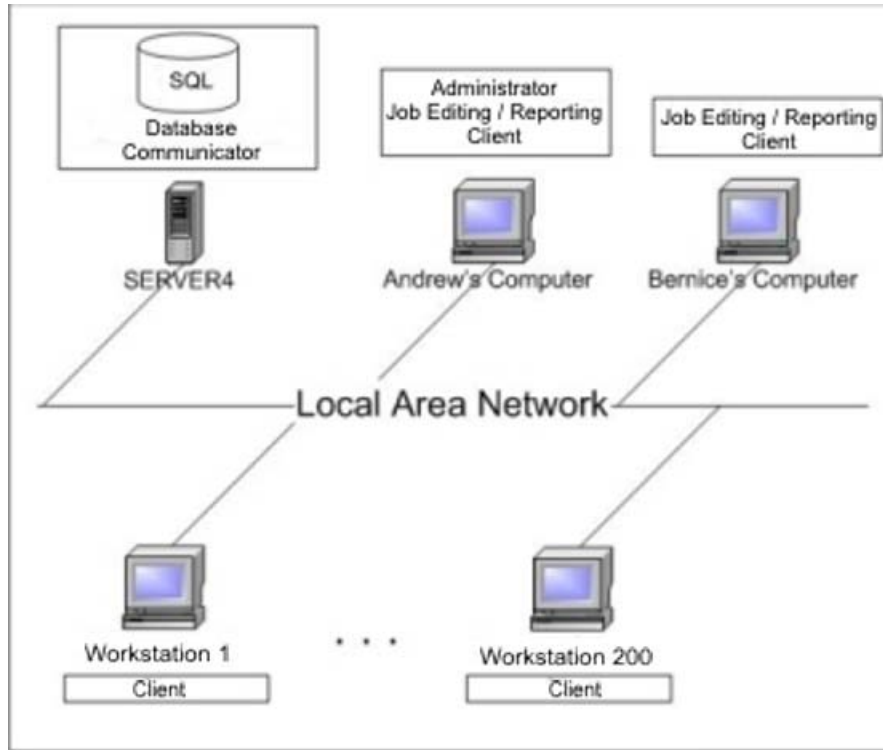 SQL
Database
Communicator
SERVER4
Administrator
Job Editing / Reporting
Client
Andrew's Computer
Job Editing / Reporting
Client
Bernice's Computer
Local Area Network
Workstation 1
Client
. . .
Workstation 200
Client